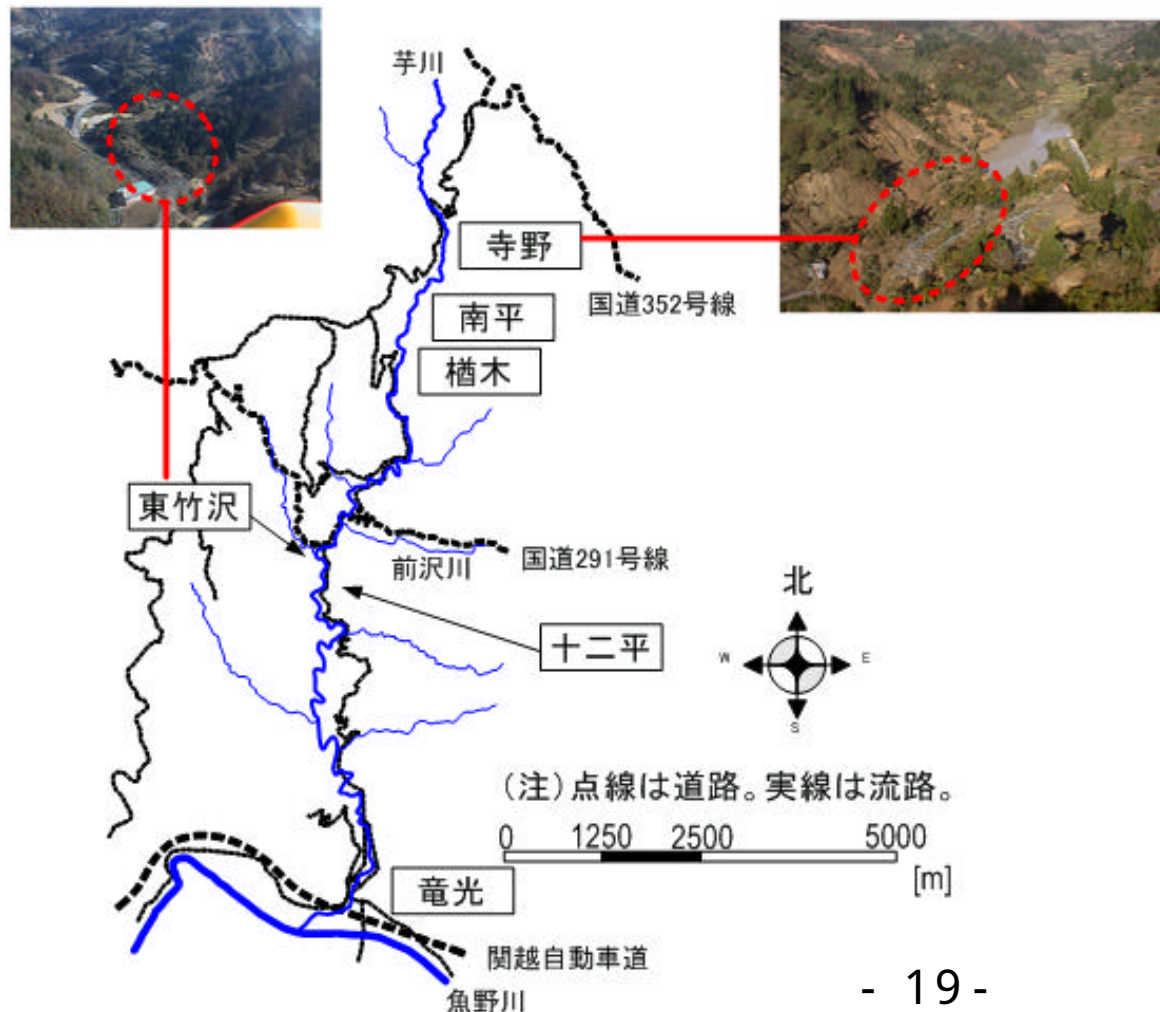 芋川
寺野
国道352号線
南平
楢木
東竹沢
前沢川
国道291号線
十二平
北
W
E
S
(注)点線は道路。実線は流路。
0 1250 2500 5000
[m]
竜光
関越自動車道
魚野川
- 19 -